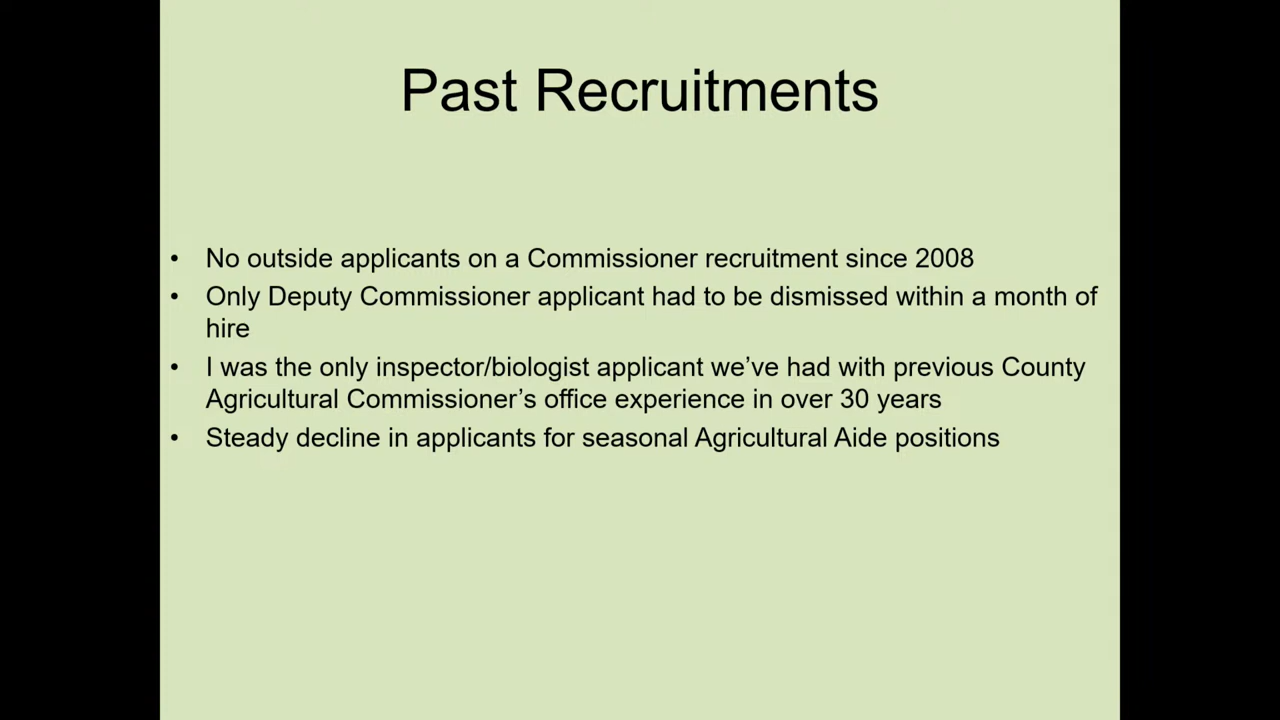 Past Recruitments
• No outside applicants on a Commissioner recruitment since 2008
• Only Deputy Commissioner applicant had to be dismissed within a month of
hire
• I was the only inspector/biologist applicant we’ve had with previous County
Agricultural Commissioner’s office experience in over 30 years
• Steady decline in applicants for seasonal Agricultural Aide positions